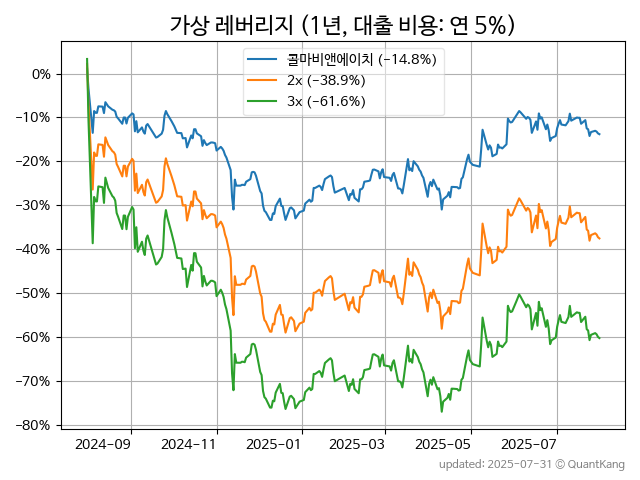 가상 레버리지 (1년, 대출 비용: 연 5%)
콜마비앤에이치 (−14.8%)
2x (−38.9%)
3x (−61.6%)
0%
−10%
−20%
−30%
−40%
−50%
−60%
−70%
−80%
2024-09 2024-11 2025-01 2025-03 2025-05 2025-07
updated: 2025-07-31 © QuantKang